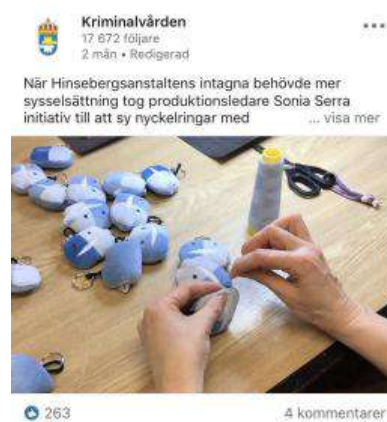 Kriminalvården
17 672 följare
2 mån • Redigerad
När Hinsebergsanstaltens intagna behövde mer
sysselsättning tog produktionsledare Sonia Serra
initiativ till att sy nyckelringar med ... visa mer
263 4 kommentarer